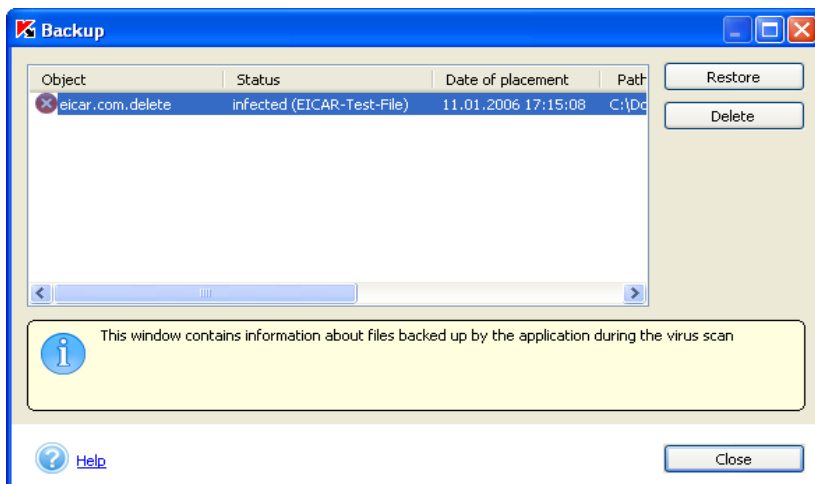 Backup
Object Status Date of placement Path
eicar.com.delete infected (EICAR-Test-File) 11.01.2006 17:15:08 C:\Do
Restore
Delete
This window contains information about files backed up by the application during the virus scan
Help
Close